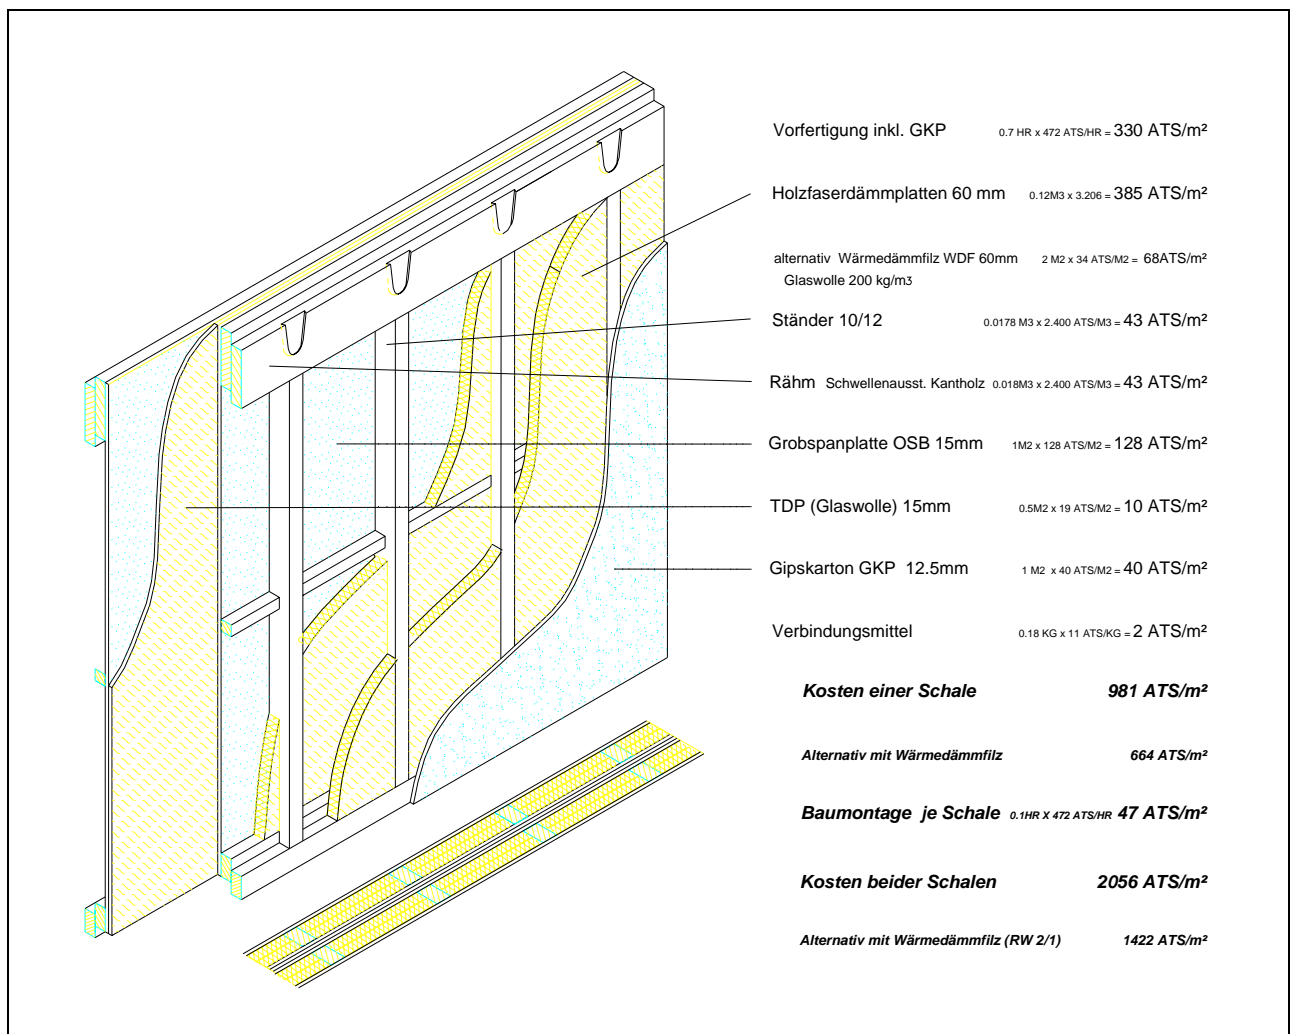 Vorfertigung inkl. GKP 0.7 HR x 472 ATS/HR = 330 ATS/m²
Holzfaserdämmplatten 60 mm 0.12M3 x 3.206 = 385 ATS/m²
alternativ Wärmedämmfilz WDF 60mm 2 M2 x 34 ATS/M2 = 68ATS/m²
Glaswolle 200 kg/m3
Ständer 10/12 0.0178 M3 x 2.400 ATS/M3 = 43 ATS/m²
Rähm Schwellenausst. Kantholz 0.018M3 x 2.400 ATS/M3 = 43 ATS/m²
Grobspanplatte OSB 15mm 1M2 x 128 ATS/M2 = 128 ATS/m²
TDP (Glaswolle) 15mm 0.5M2 x 19 ATS/M2 = 10 ATS/m²
Gipskarton GKP 12.5mm 1 M2 x 40 ATS/M2 = 40 ATS/m²
Verbindungsmittel 0.18 KG x 11 ATS/KG = 2 ATS/m²
Kosten einer Schale 981 ATS/m²
Alternativ mit Wärmedämmfilz 664 ATS/m²
Baumontage je Schale 0.1HR X 472 ATS/HR 47 ATS/m²
Kosten beider Schalen 2056 ATS/m²
Alternativ mit Wärmedämmfilz (RW 2/1) 1422 ATS/m²